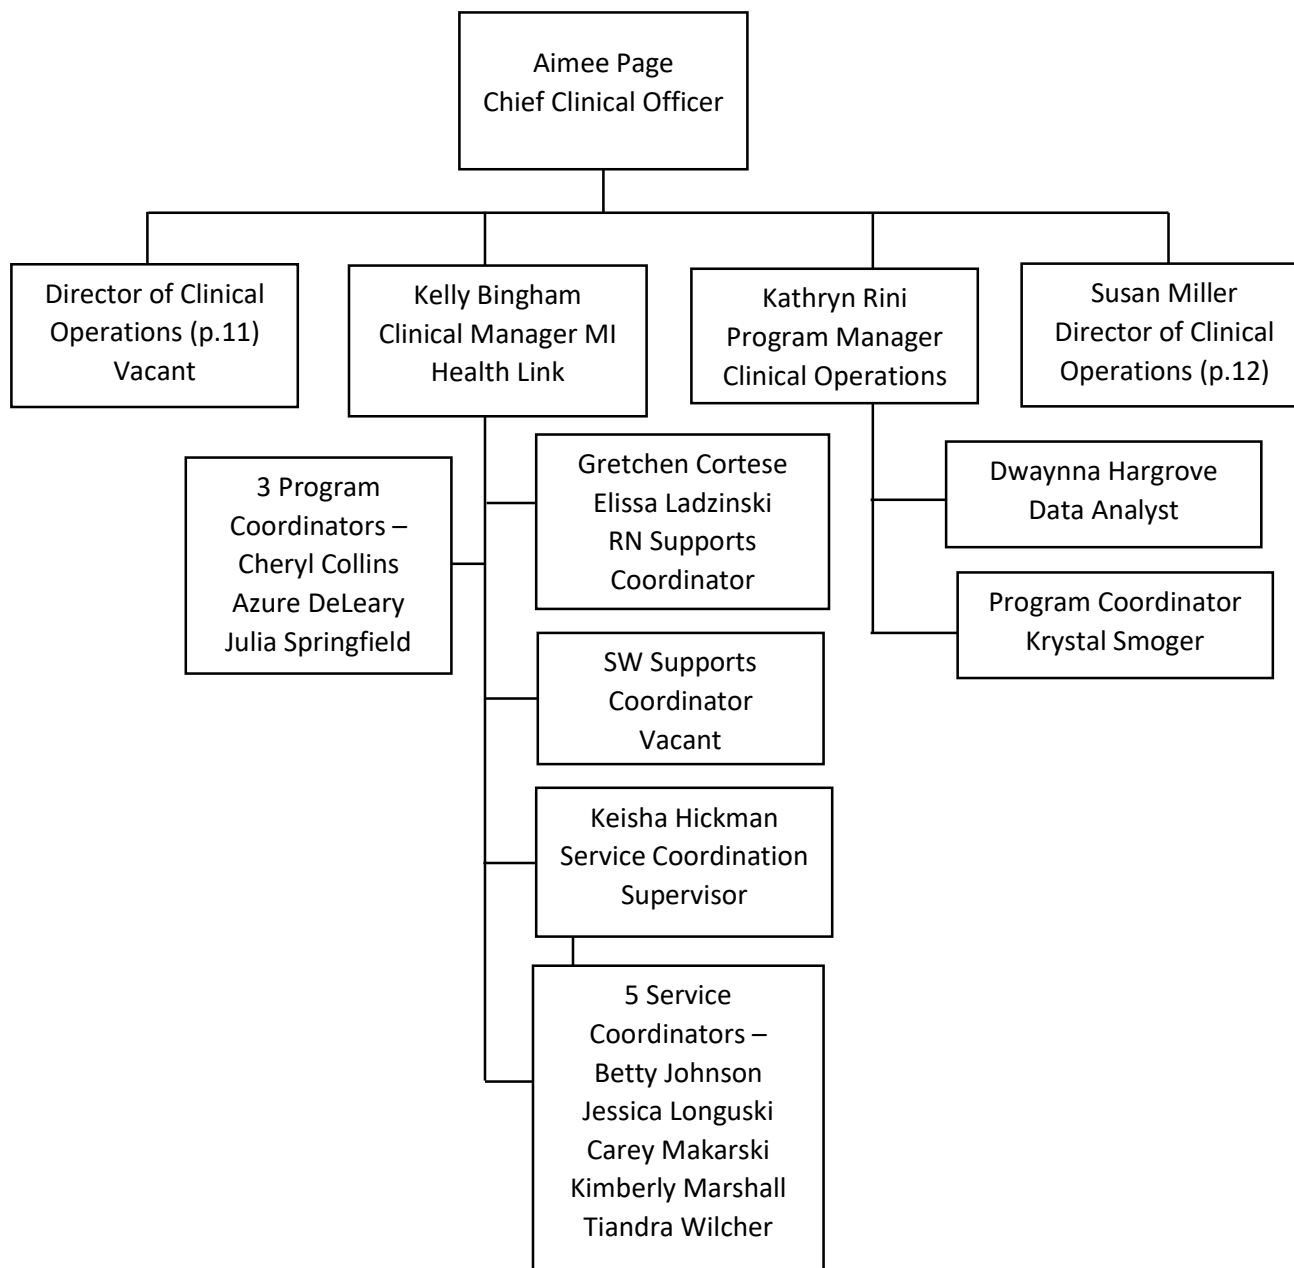 Aimee Page
Chief Clinical Officer
Director of Clinical
Operations (p.11)
Vacant
Kelly Bingham
Clinical Manager MI
Health Link
Kathryn Rini
Program Manager
Clinical Operations
Susan Miller
Director of Clinical
Operations (p.12)
3 Program
Coordinators –
Cheryl Collins
Azure DeLeary
Julia Springfield
Gretchen Cortese
Elissa Ladzinski
RN Supports
Coordinator
Dwaynna Hargrove
Data Analyst
Program Coordinator
Krystal Smoger
SW Supports
Coordinator
Vacant
Keisha Hickman
Service Coordination
Supervisor
5 Service
Coordinators –
Betty Johnson
Jessica Longuski
Carey Makarski
Kimberly Marshall
Tiandra Wilcher